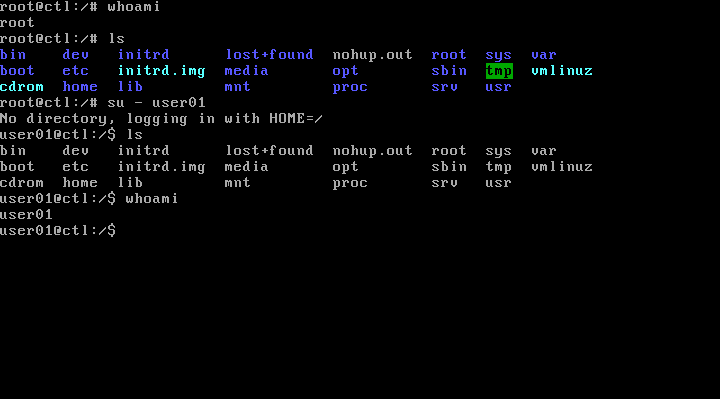 root@ctl:/# whoami
root
root@ctl:/# ls
bin    dev   initrd      lost+found  nohup.out  root  sys  var
boot   etc   initrd.img  media       opt        sbin  tmp  vmlinuz
cdrom  home  lib         mnt         proc       srv   usr
root@ctl:/# su - user01
No directory, logging in with HOME=/
user01@ctl:/$ ls
bin    dev   initrd      lost+found  nohup.out  root  sys  var
boot   etc   initrd.img  media       opt        sbin  tmp  vmlinuz
cdrom  home  lib         mnt         proc       srv   usr
user01@ctl:/$ whoami
user01
user01@ctl:/$